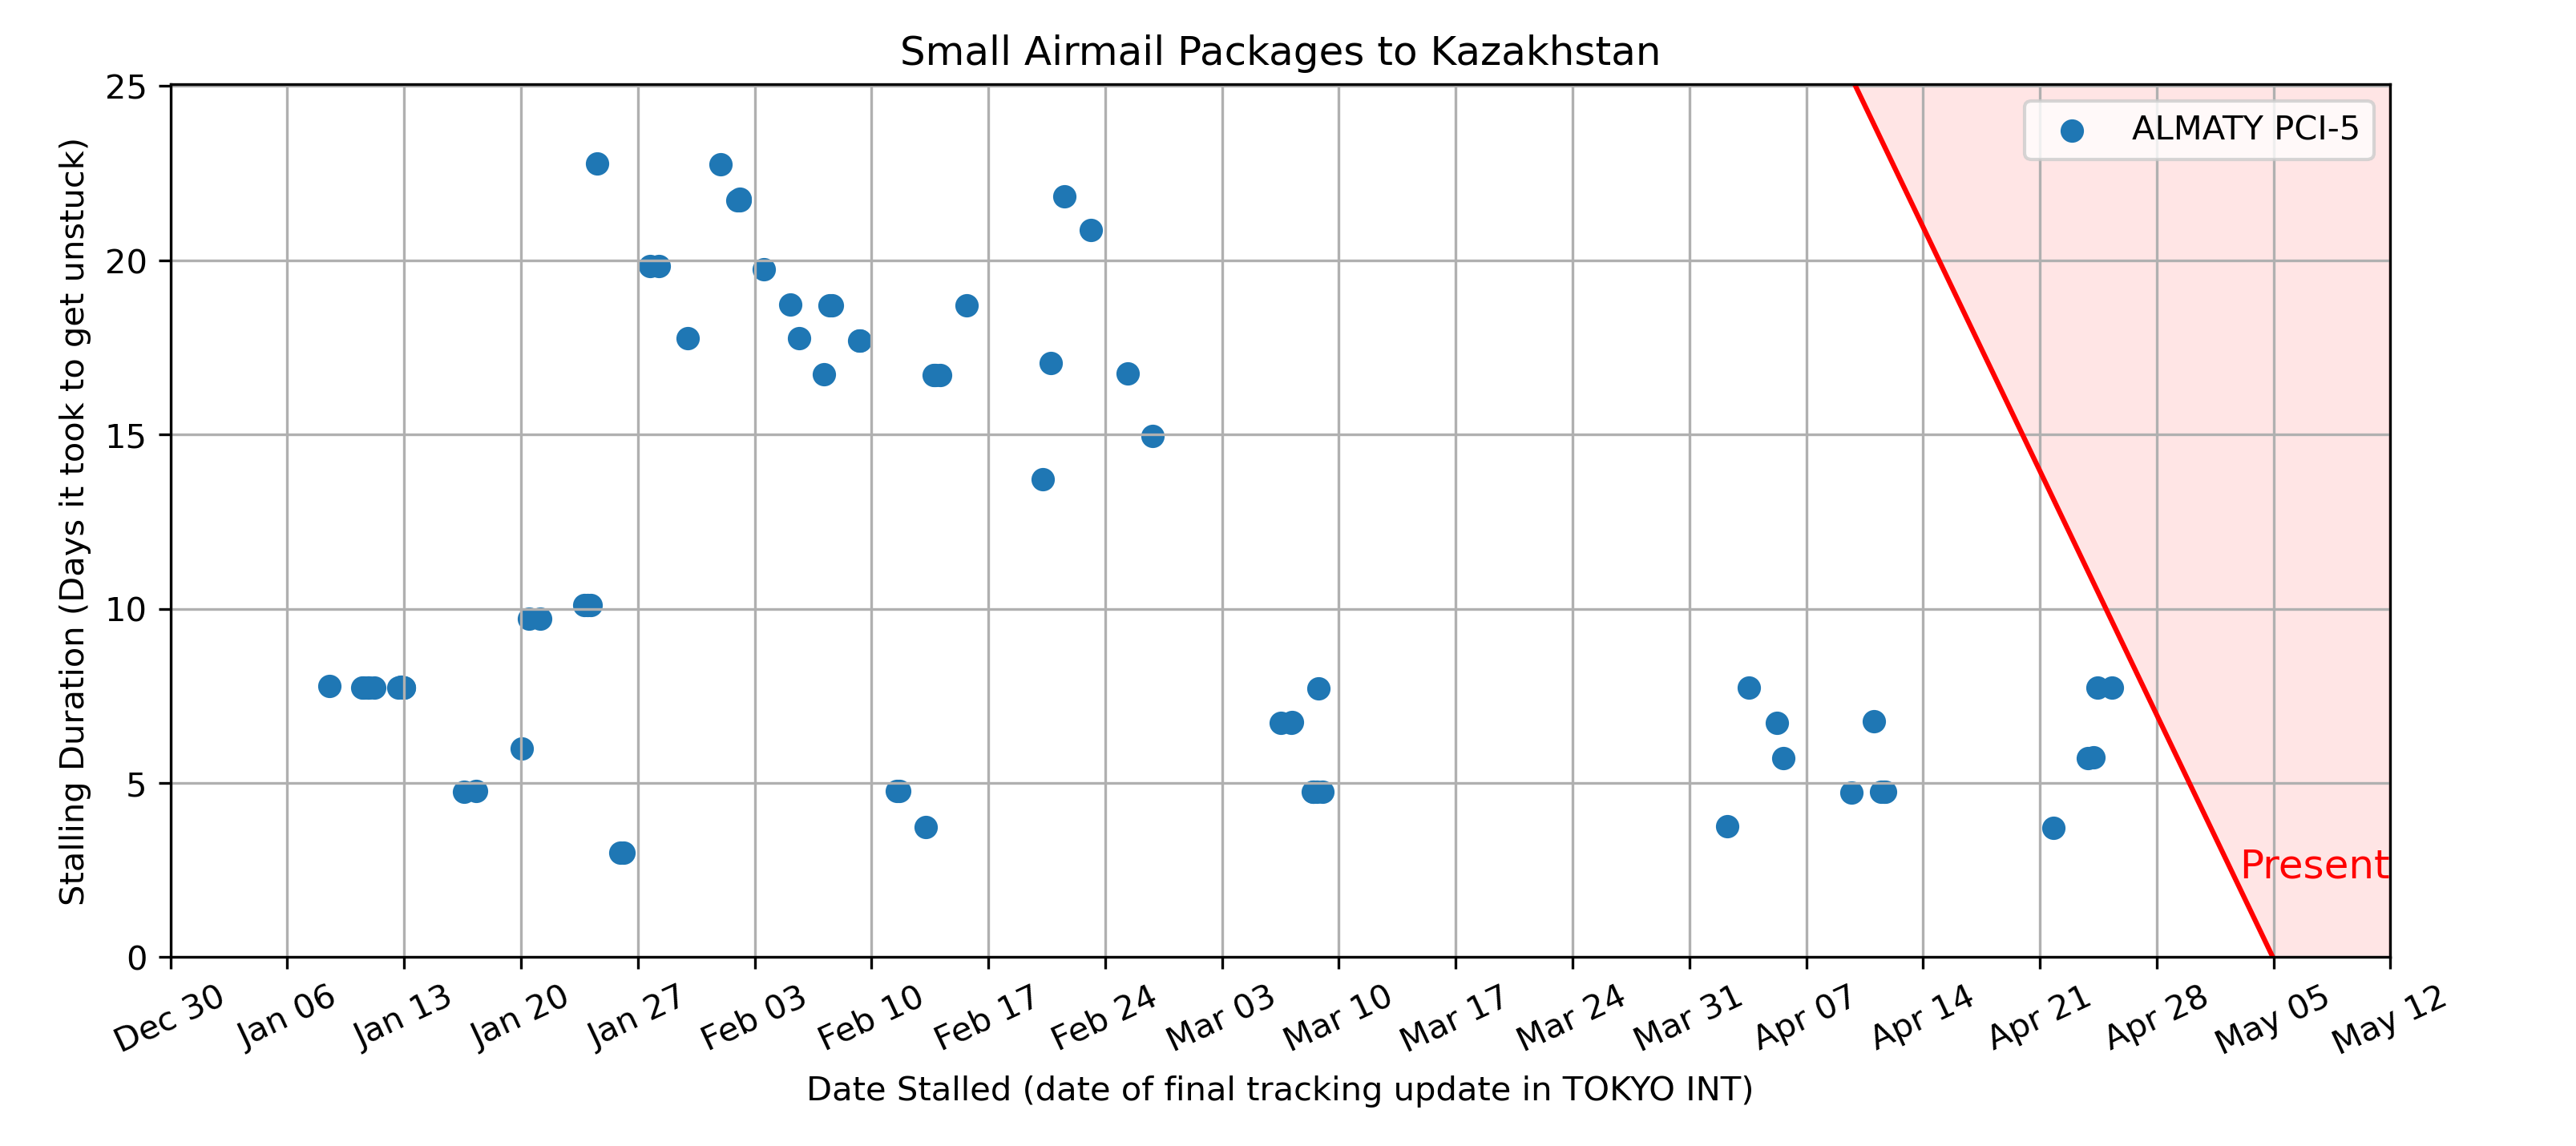 Small Airmail Packages to Kazakhstan
Stalling Duration (Days it took to get unstuck)
25
20
15
10
5
0
ALMATY PCI-5
Present
Dec 30
Jan 06
Jan 13
Jan 20
Jan 27
Feb 03
Feb 10
Feb 17
Feb 24
Mar 03
Mar 10
Mar 17
Mar 24
Mar 31
Apr 07
Apr 14
Apr 21
Apr 28
May 05
May 12
Date Stalled (date of final tracking update in TOKYO INT)